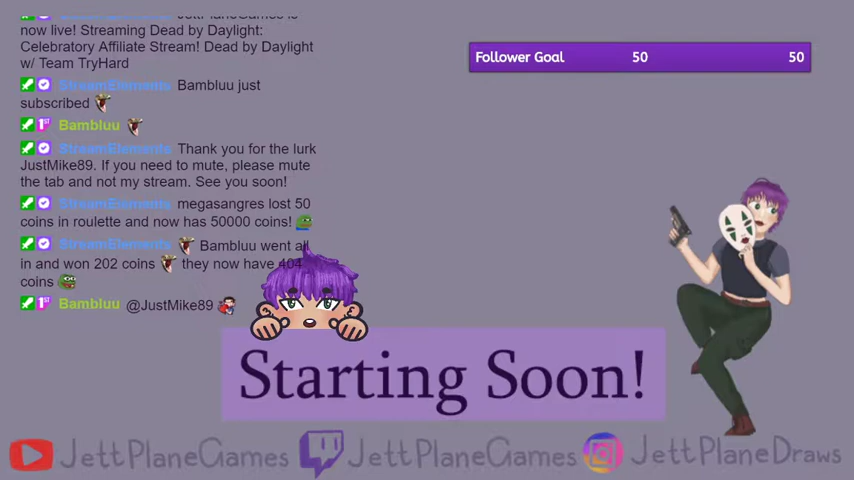 JettPlaneGames is
now live! Streaming Dead by Daylight:
Celebratory Affiliate Stream! Dead by Daylight
w/ Team TryHard
StreamElements Bambluu just
subscribed
Bambluu
StreamElements Thank you for the lurk
JustMike89. If you need to mute, please mute
the tab and not my stream. See you soon!
StreamElements megasangres lost 50
coins in roulette and now has 50000 coins!
StreamElements Bambluu went all
in and won 202 coins they now have 404
coins
Bambluu @JustMike89
Follower Goal 50 50
Starting Soon!
JettPlaneGames JettPlaneGames JettPlaneDraws